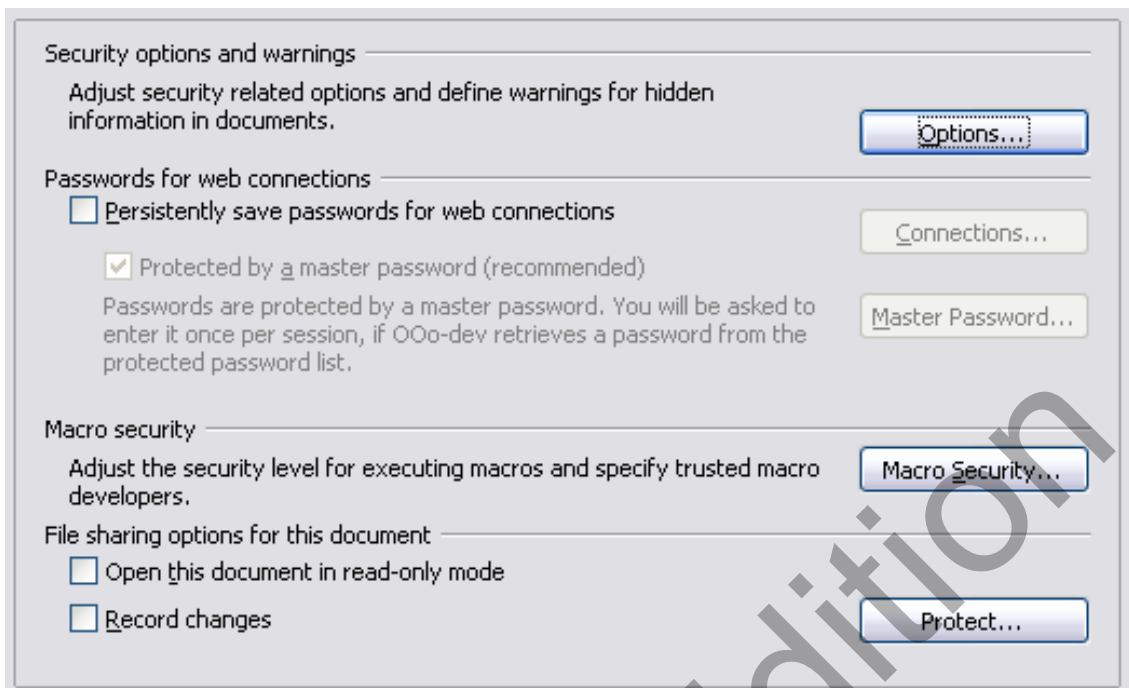 Security options and warnings
Adjust security related options and define warnings for hidden
information in documents.
Options...
Passwords for web connections
Persistently save passwords for web connections
Connections...
Protected by a master password (recommended)
Passwords are protected by a master password. You will be asked to
enter it once per session, if OOo-dev retrieves a password from the
protected password list.
Master Password...
Macro security
Adjust the security level for executing macros and specify trusted macro
developers.
Macro Security...
File sharing options for this document
Open this document in read-only mode
Record changes
Protect...
dition